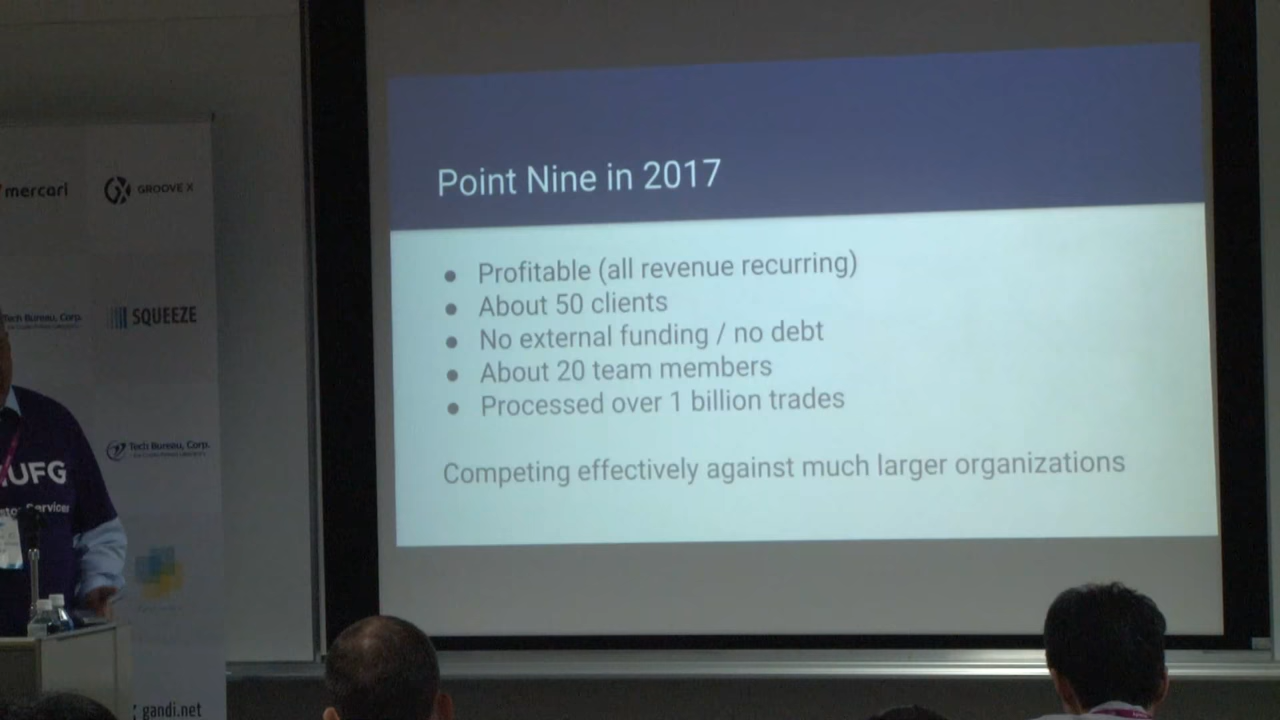 Point Nine in 2017
● Profitable (all revenue recurring)
● About 50 clients
● No external funding / no debt
● About 20 team members
● Processed over 1 billion trades
Competing effectively against much larger organizations
mercari
GROOVE X
Tech Bureau, Corp.
SQUEEZE
Tech Bureau, Corp.
UFG
Services
gandi.net